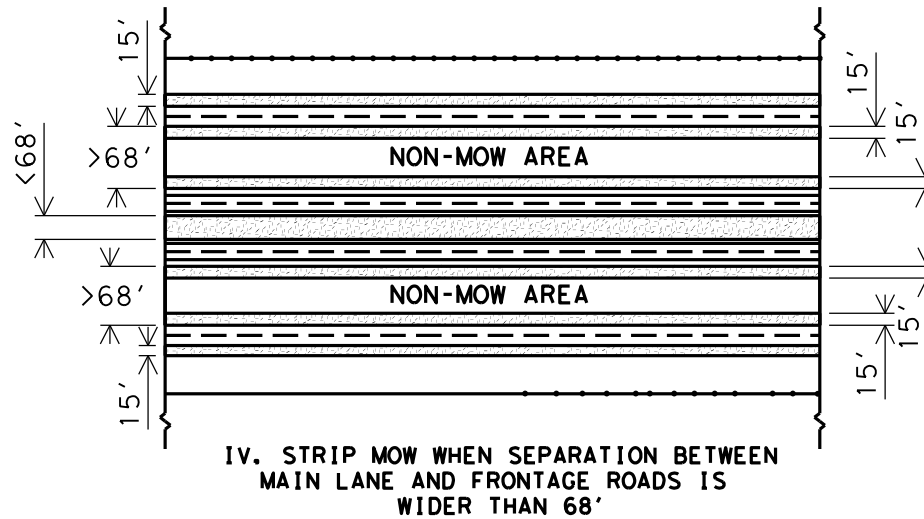 15'
15'
15'
<68'
>68'
NON-MOW AREA
>68'
NON-MOW AREA
15'
15'
15'
IV. STRIP MOW WHEN SEPARATION BETWEEN
MAIN LANE AND FRONTAGE ROADS IS
WIDER THAN 68'